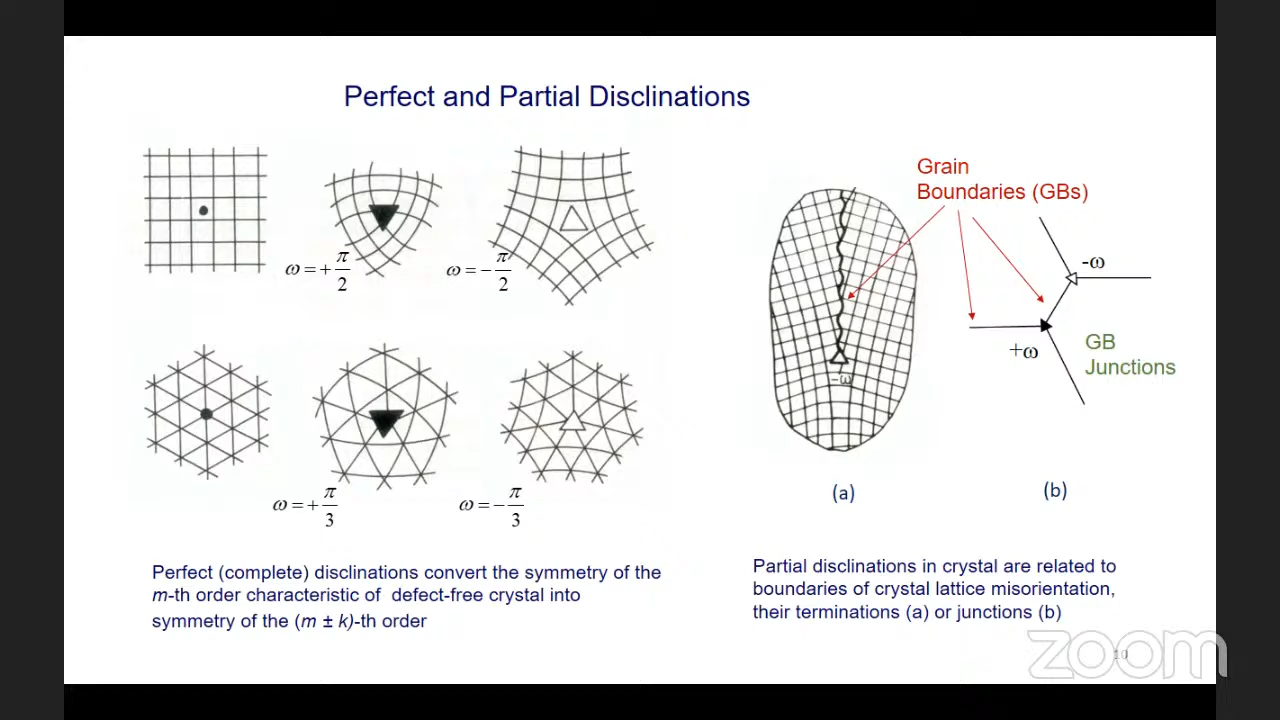 Perfect and Partial Disclinations
ω = + π/2
ω = − π/2
ω = + π/3
ω = − π/3
Perfect (complete) disclinations convert the symmetry of the
m-th order characteristic of defect-free crystal into
symmetry of the (m ± k)-th order
Grain
Boundaries (GBs)
-ω
+ω
GB
Junctions
-ω
(a)
(b)
Partial disclinations in crystal are related to
boundaries of crystal lattice misorientation,
their terminations (a) or junctions (b)
10
zoom